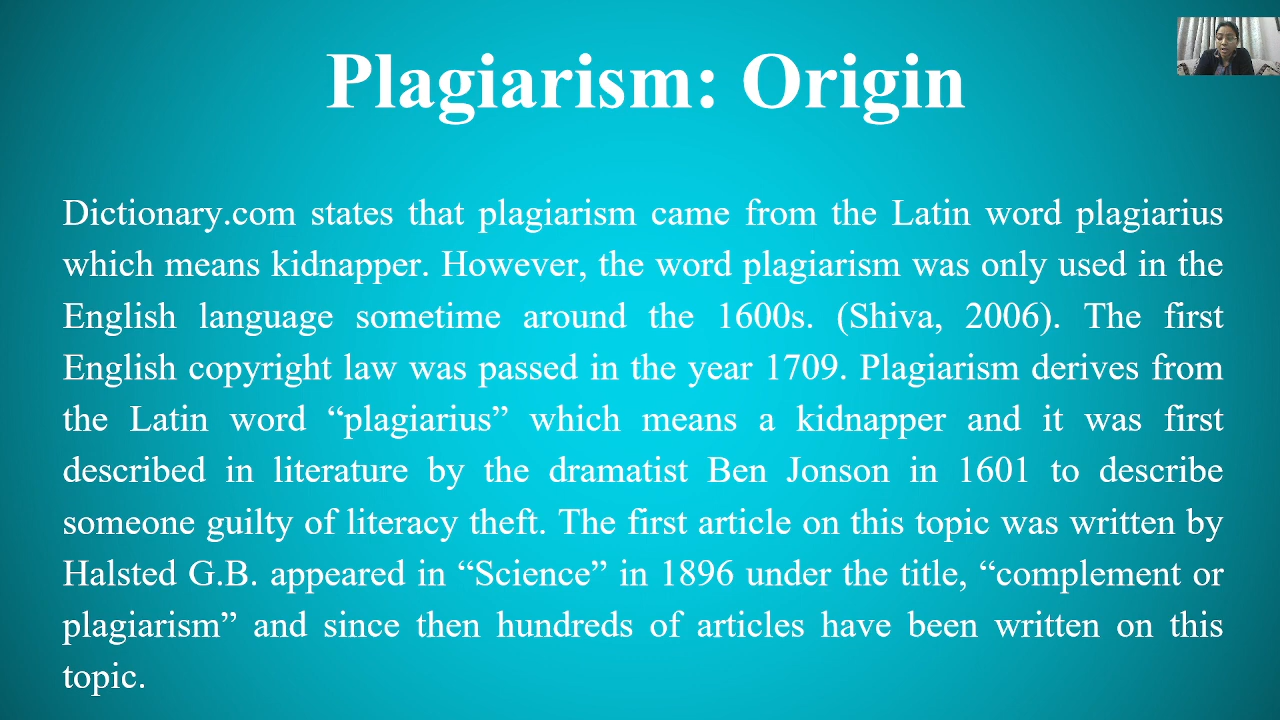 Plagiarism: Origin
Dictionary.com states that plagiarism came from the Latin word plagiarius
which means kidnapper. However, the word plagiarism was only used in the
English language sometime around the 1600s. (Shiva, 2006). The first
English copyright law was passed in the year 1709. Plagiarism derives from
the Latin word “plagiarius” which means a kidnapper and it was first
described in literature by the dramatist Ben Jonson in 1601 to describe
someone guilty of literacy theft. The first article on this topic was written by
Halsted G.B. appeared in “Science” in 1896 under the title, “complement or
plagiarism” and since then hundreds of articles have been written on this
topic.